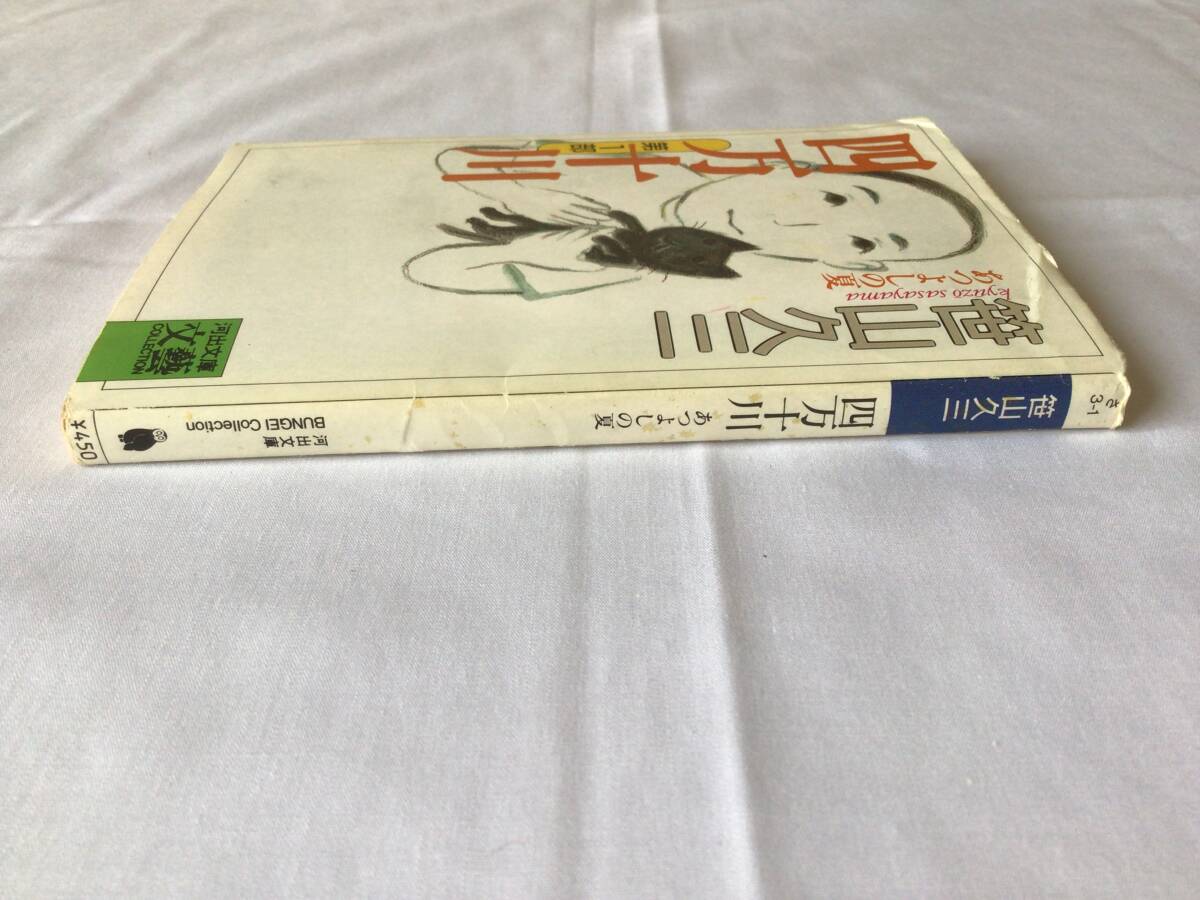 四万十川
第1部
あつよしの夏
kyuzo sasayama
笹山久三
河出文庫
文藝
COLLECTION
さ
3-1
笹山久三
四万十川
あつよしの夏
河出文庫
BUNGEI Collection
¥450